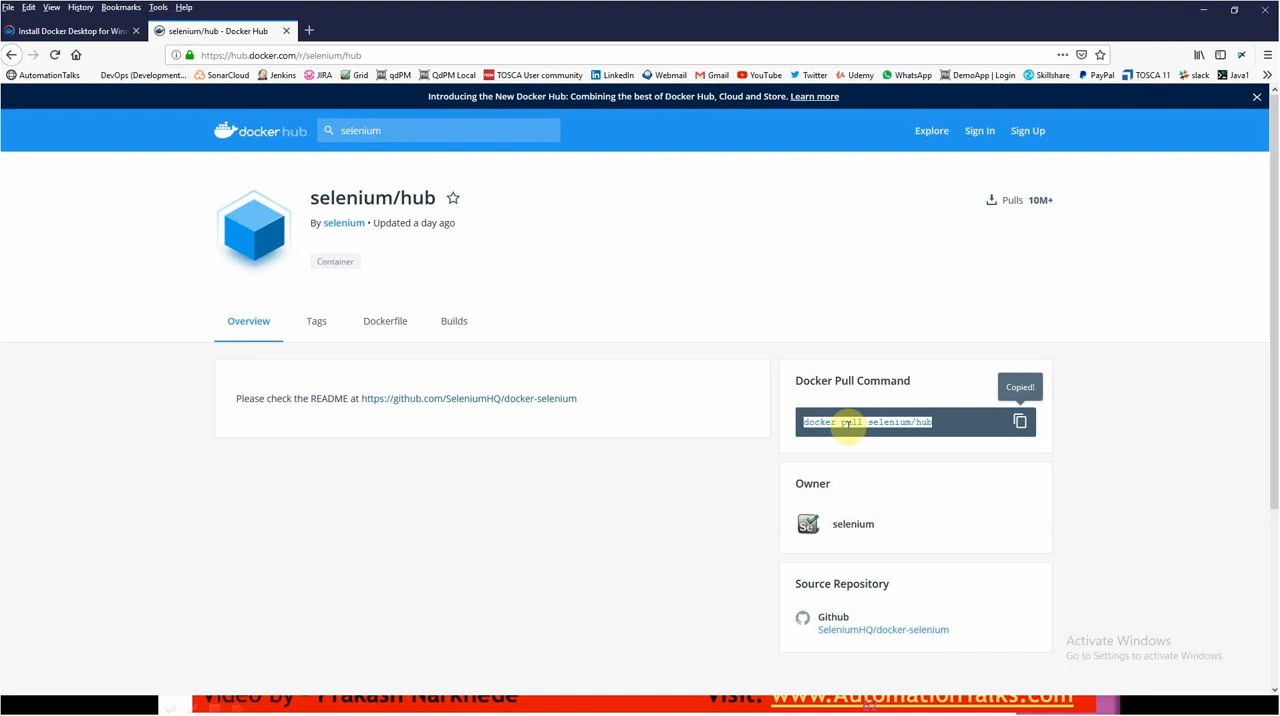 File Edit View History Bookmarks Tools Help
Install Docker Desktop for Win
selenium/hub - Docker Hub
https://hub.docker.com/r/selenium/hub
AutomationTalks DevOps (Development... SonarCloud Jenkins JIRA Grid qdPM QdPM Local TOSCA User community LinkedIn Webmail Gmail YouTube Twitter Udemy WhatsApp DemoApp | Login Skillshare PayPal TOSCA 11 slack Java1
Introducing the New Docker Hub: Combining the best of Docker Hub, Cloud and Store. Learn more
docker hub
selenium
Explore Sign In Sign Up
selenium/hub
Pulls 10M+
By selenium • Updated a day ago
Container
Overview Tags Dockerfile Builds
Please check the README at https://github.com/SeleniumHQ/docker-selenium
Docker Pull Command
Copied!
docker pull selenium/hub
Owner
Se
selenium
Source Repository
Github
SeleniumHQ/docker-selenium
Activate Windows
Go to Settings to activate Windows.
Video by - Prakash Narkhede Visit: www.AutomationTalks.com